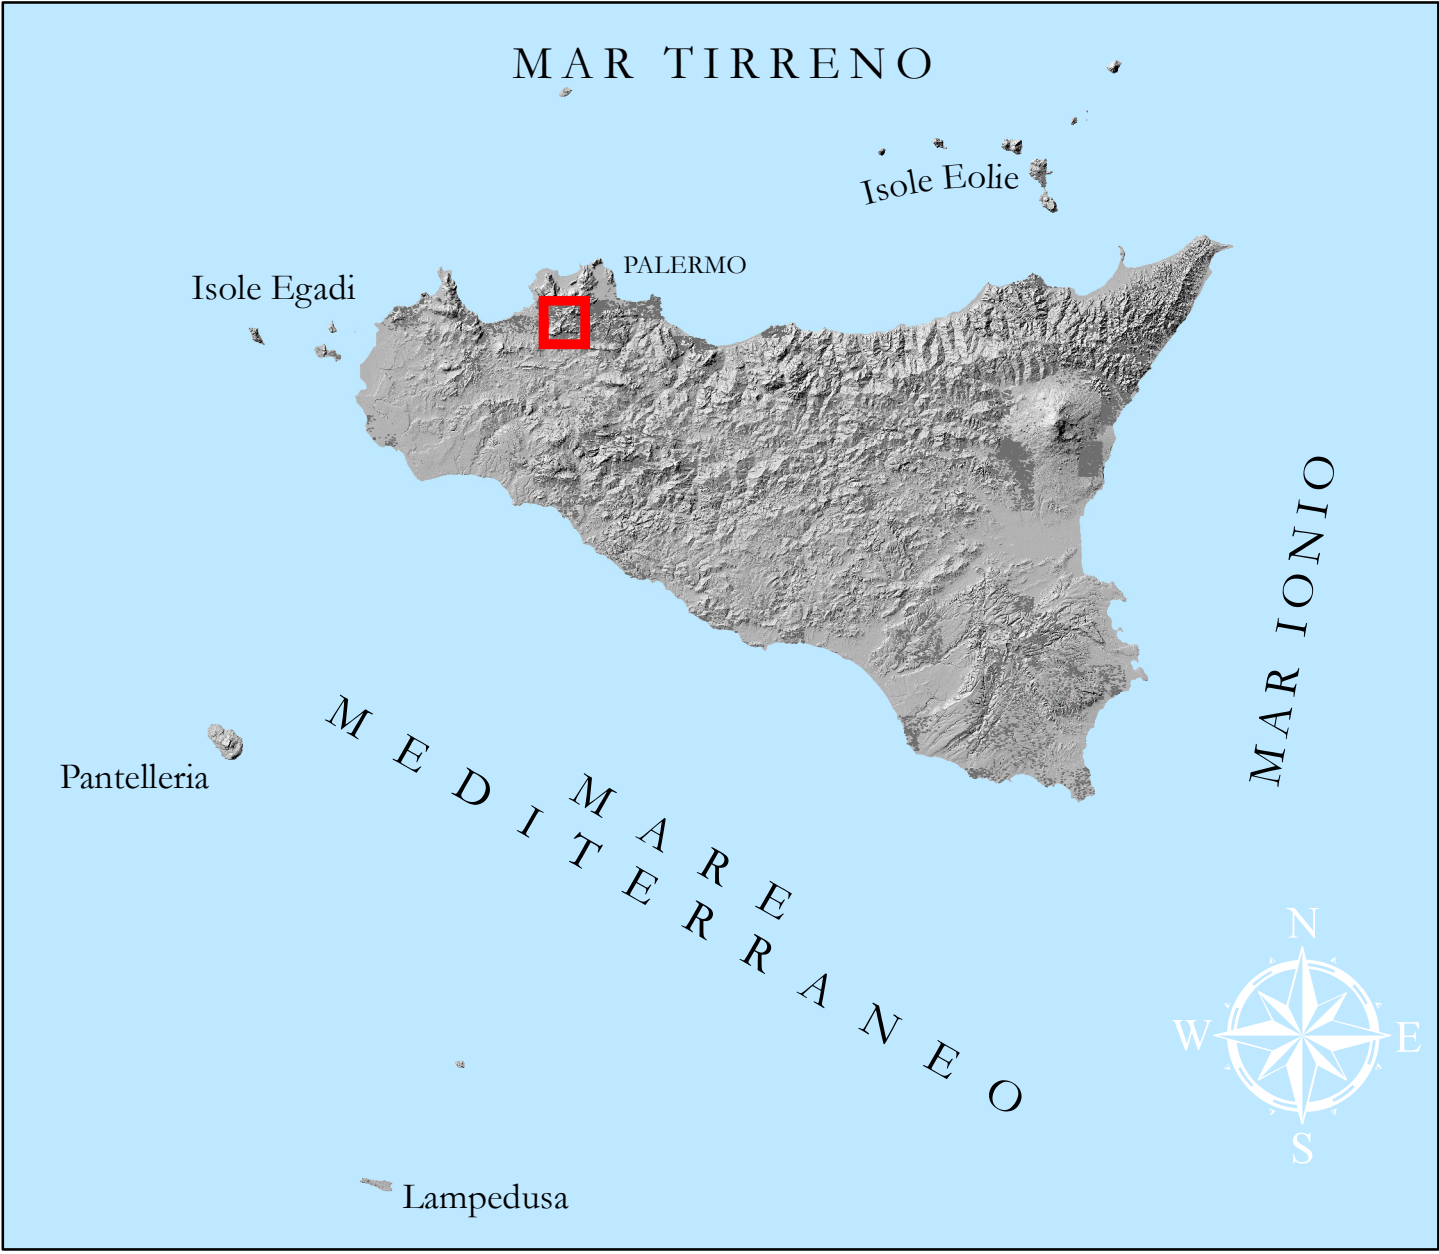 MAR TIRRENO
Isole Eolie
PALERMO
Isole Egadi
MAR IONIO
Pantelleria
MARE
MEDITERRANEO
N
W
E
S
Lampedusa